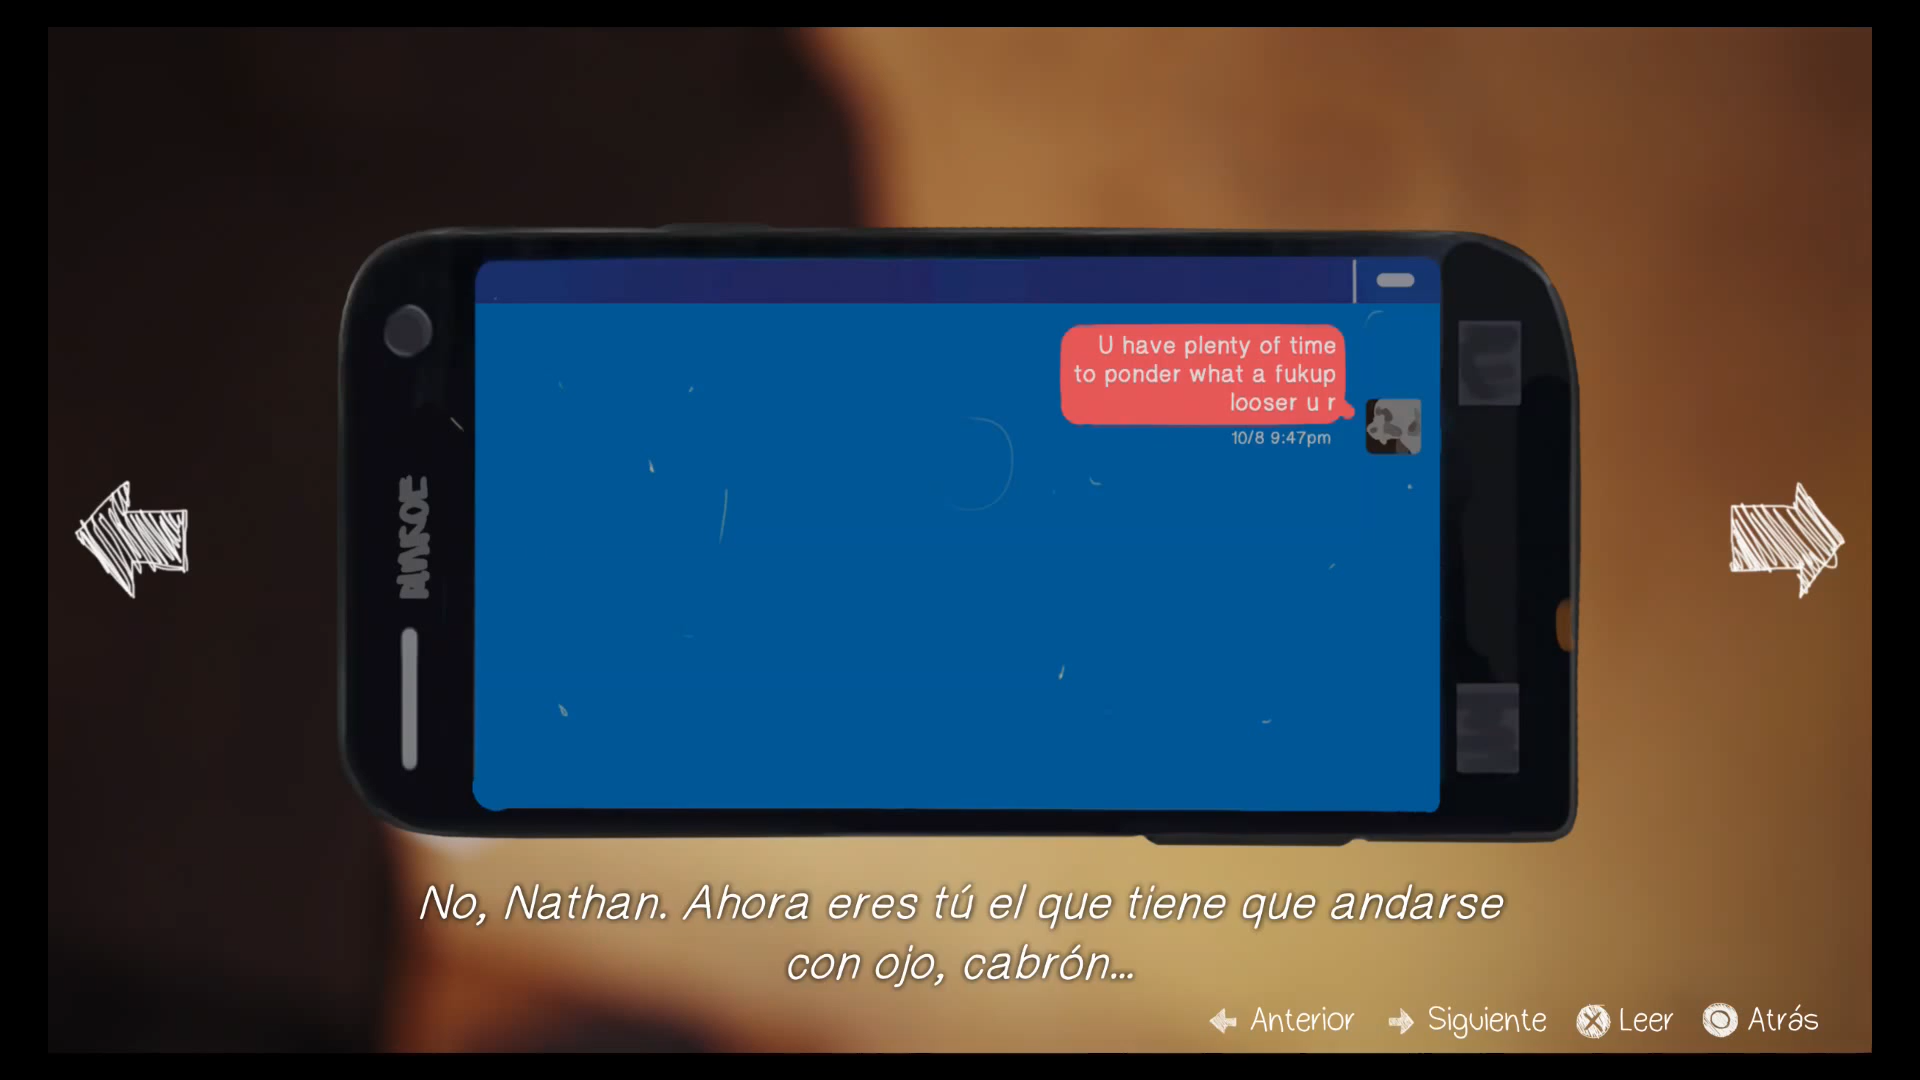 U have plenty of time
to ponder what a fukup
looser u r
10/8 9:47pm
No, Nathan. Ahora eres tú el que tiene que andarse
con ojo, cabrón...
Anterior Siguiente Leer Atrás